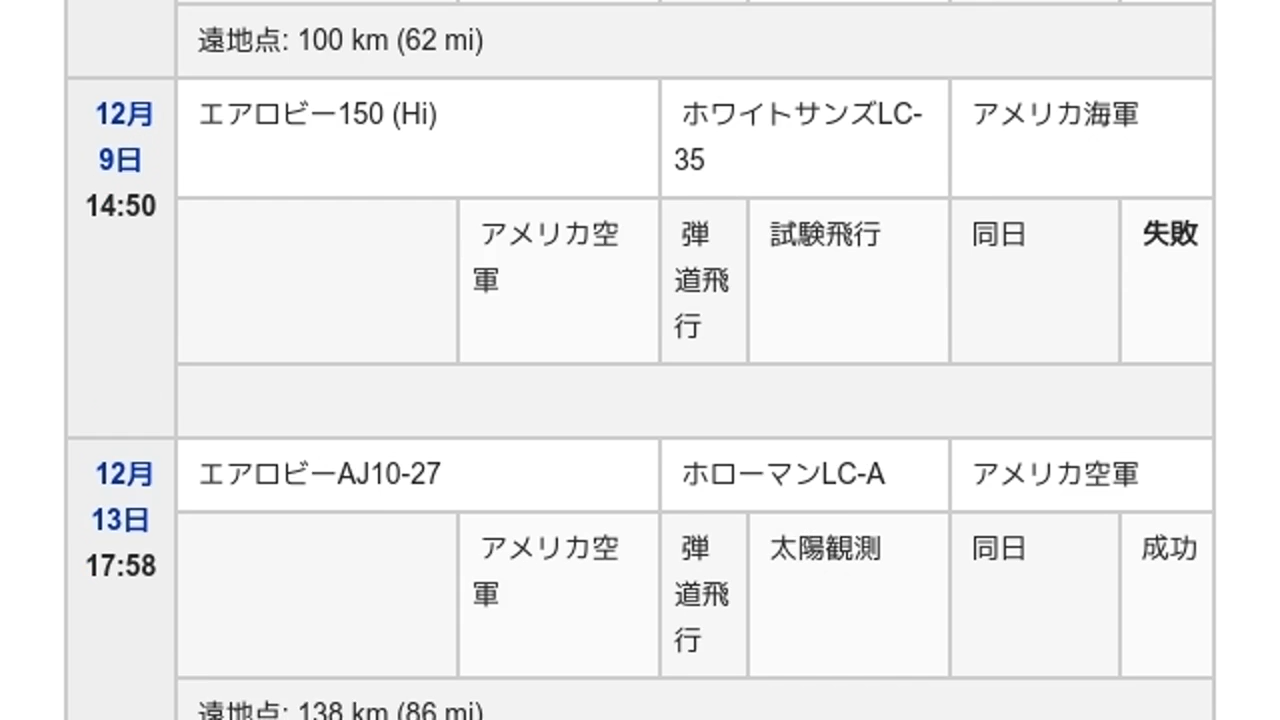 遠地点: 100 km (62 mi)
12月
9日
14:50
エアロビー150 (Hi)
ホワイトサンズLC-
35
アメリカ海軍
アメリカ空
軍
弾
道飛
行
試験飛行
同日
失敗
12月
13日
17:58
エアロビーAJ10-27
ホローマンLC-A
アメリカ空軍
アメリカ空
軍
弾
道飛
行
太陽観測
同日
成功
遠地点: 138 km (86 mi)